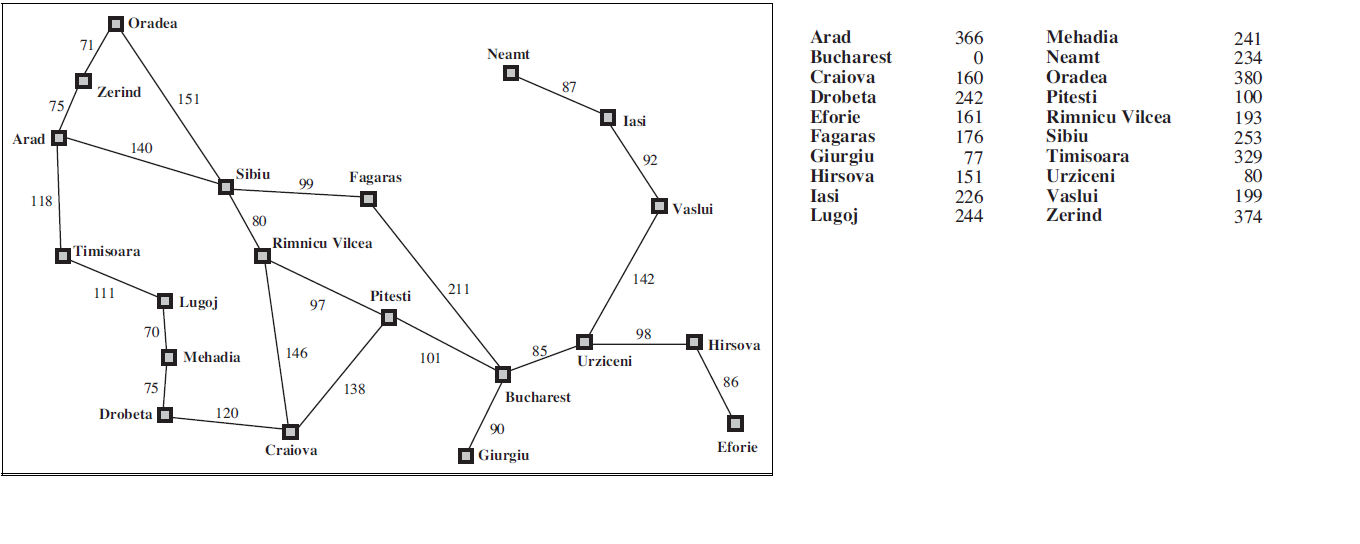 Oradea
71
Neamt
Zerind
87
151
75
Iasi
Arad
140
92
Sibiu
99
Fagaras
118
Vaslui
80
Timisoara
Rimnicu Vilcea
111
Lugoj
97
Pitesti
211
142
70
Mehadia
146
101
85
98
Hirsova
Urziceni
75
138
86
Bucharest
Drobeta
120
90
Craiova
Giurgiu
Eforie
Arad 366 Mehadia 241
Bucharest 0 Neamt 234
Craiova 160 Oradea 380
Drobeta 242 Pitesti 100
Eforie 161 Rimnicu Vilcea 193
Fagaras 176 Sibiu 253
Giurgiu 77 Timisoara 329
Hirsova 151 Urziceni 80
Iasi 226 Vaslui 199
Lugoj 244 Zerind 374